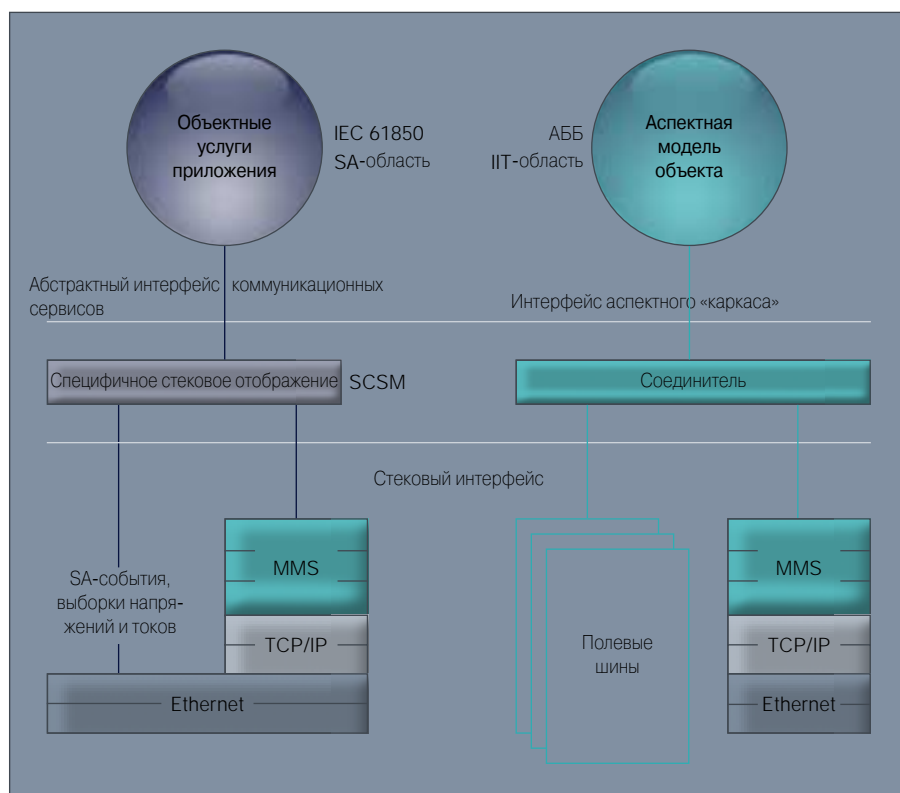 Объектные
услуги
приложения
IEC 61850
SA-область
АББ
IIT-область
Аспектная
модель
объекта
Абстрактный интерфейс коммуникационных
сервисов
Интерфейс аспектного «каркаса»
Специфичное стековое отображение
SCSM
Соединитель
Стековый интерфейс
SA-события,
выборки напря-
жений и токов
MMS
TCP/IP
Ethernet
Полевые
шины
MMS
TCP/IP
Ethernet